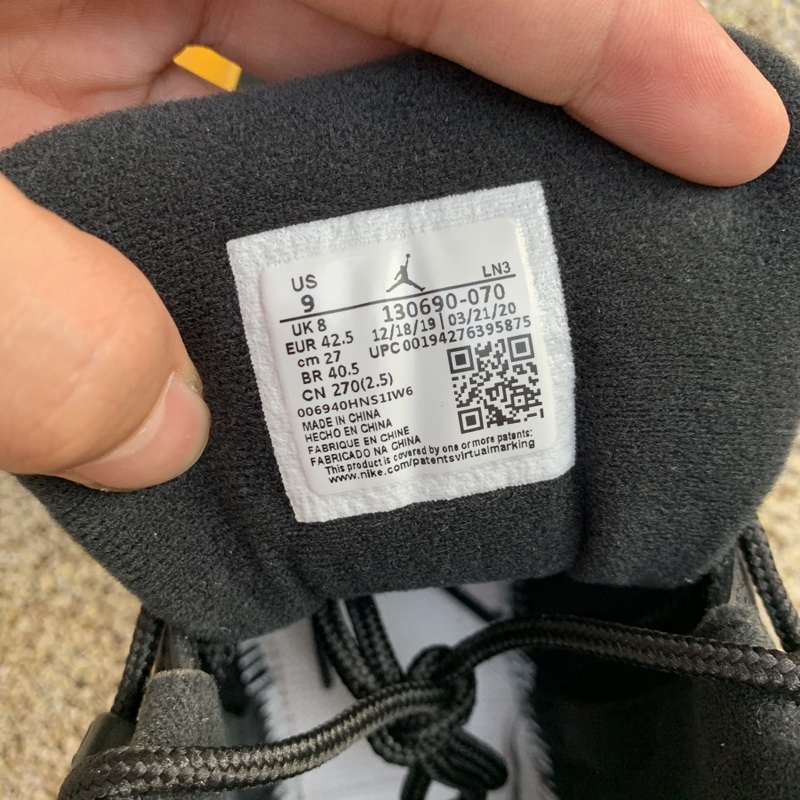 US
9
LN3
130690-070
UK 8
12/18/19 | 03/21/20
EUR 42.5
UPC 00194276395875
cm 27
BR 40.5
CN 270(2.5)
006940HNS1IW6
MADE IN CHINA
HECHO EN CHINA
FABRIQUE EN CHINE
FABRICADO NA CHINA
This product is covered by one or more patents:
www.nike.com/patentsvirtualmarking